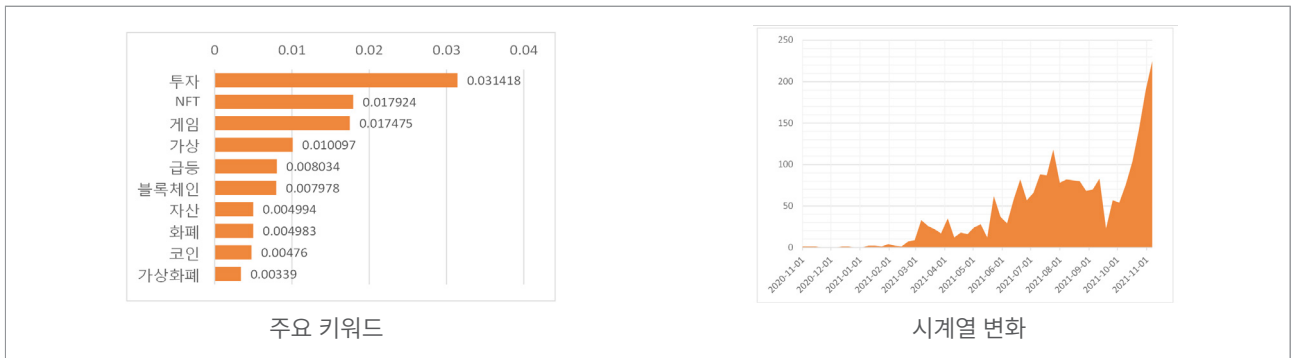 0 0.01 0.02 0.03 0.04
투자 0.031418
NFT 0.017924
게임 0.017475
가상 0.010097
급등 0.008034
블록체인 0.007978
자산 0.004994
화폐 0.004983
코인 0.00476
가상화폐 0.00339
주요 키워드
250
200
150
100
50
0
2020-11-01 2020-12-01 2021-01-01 2021-02-01 2021-03-01 2021-04-01 2021-05-01 2021-06-01 2021-07-01 2021-08-01 2021-09-01 2021-10-01 2021-11-01
시계열 변화